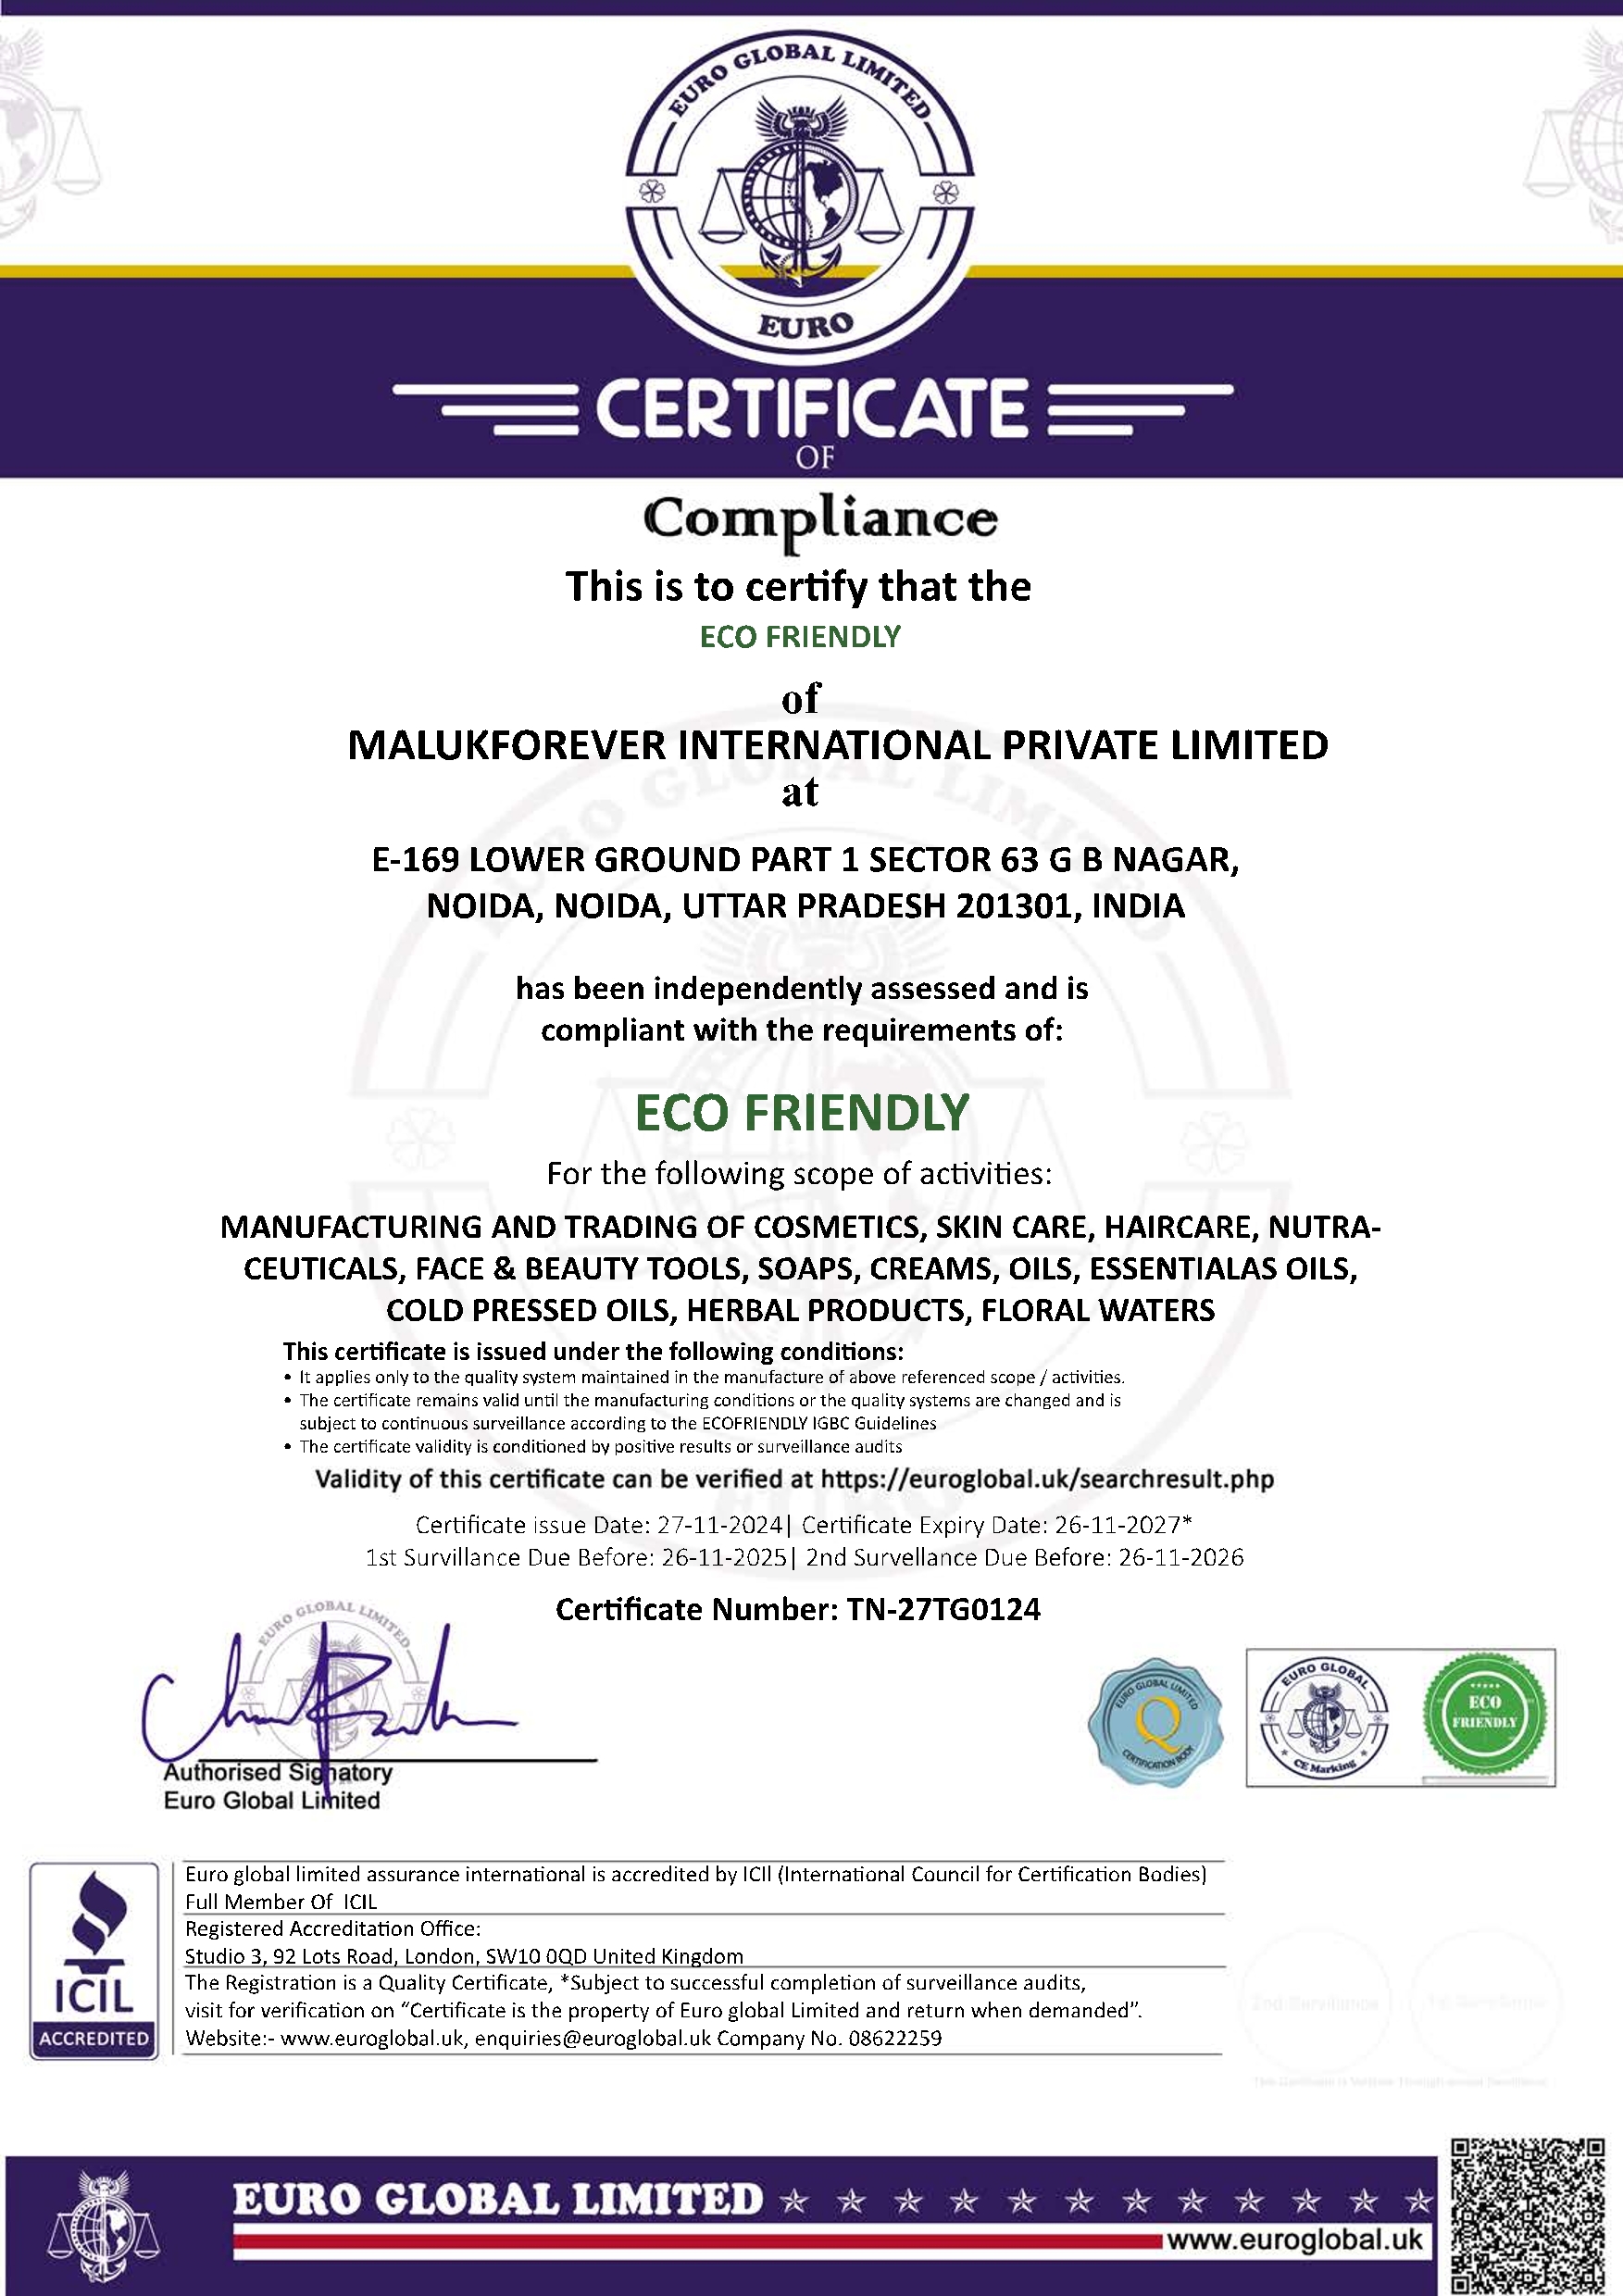 EURO GLOBAL LIMITED
EURO
CERTIFICATE
OF
Compliance
This is to certify that the
ECO FRIENDLY
of
MALUKFOREVER INTERNATIONAL PRIVATE LIMITED
at
E-169 LOWER GROUND PART 1 SECTOR 63 G B NAGAR,
NOIDA, NOIDA, UTTAR PRADESH 201301, INDIA
has been independently assessed and is
compliant with the requirements of:
ECO FRIENDLY
For the following scope of activities:
MANUFACTURING AND TRADING OF COSMETICS, SKIN CARE, HAIRCARE, NUTRA-
CEUTICALS, FACE & BEAUTY TOOLS, SOAPS, CREAMS, OILS, ESSENTIALAS OILS,
COLD PRESSED OILS, HERBAL PRODUCTS, FLORAL WATERS
This certificate is issued under the following conditions:
• It applies only to the quality system maintained in the manufacture of above referenced scope / activities.
• The certificate remains valid until the manufacturing conditions or the quality systems are changed and is
subject to continuous surveillance according to the ECOFRIENDLY IGBC Guidelines
• The certificate validity is conditioned by positive results or surveillance audits
Validity of this certificate can be verified at https://euroglobal.uk/searchresult.php
Certificate issue Date: 27-11-2024| Certificate Expiry Date: 26-11-2027*
1st Survillance Due Before: 26-11-2025| 2nd Survellance Due Before: 26-11-2026
Certificate Number: TN-27TG0124
EURO GLOBAL LIMITED
Authorised Signatory
Euro Global Limited
EURO GLOBAL LIMITED
Q
CERTIFICATION BODY
EURO GLOBAL
CE Marking
ECO
FRIENDLY
ICIL
ACCREDITED
Euro global limited assurance international is accredited by ICIl (International Council for Certification Bodies)
Full Member Of ICIL
Registered Accreditation Office:
Studio 3, 92 Lots Road, London, SW10 0QD United Kingdom
The Registration is a Quality Certificate, *Subject to successful completion of surveillance audits,
visit for verification on “Certificate is the property of Euro global Limited and return when demanded”.
Website:- www.euroglobal.uk, enquiries@euroglobal.uk Company No. 08622259
EURO GLOBAL LIMITED
www.euroglobal.uk